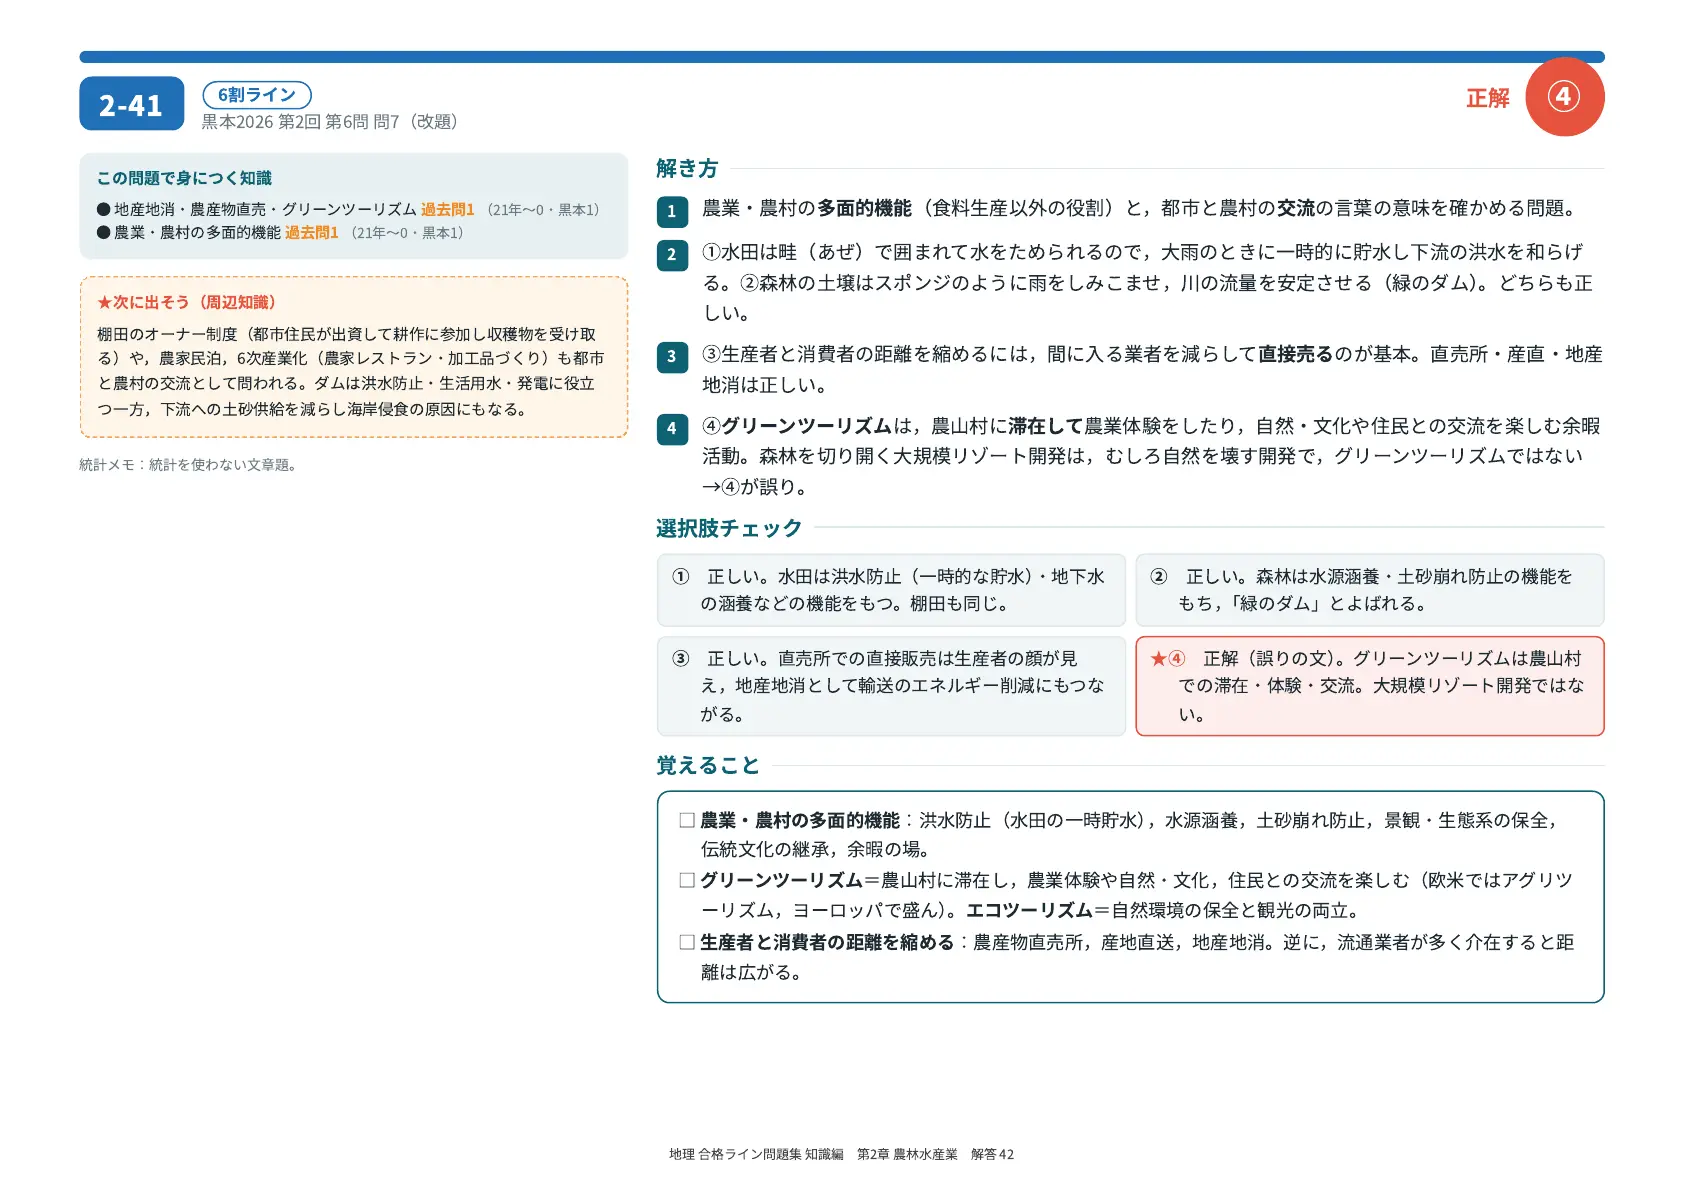 2-41
6割ライン
黒本2026 第2回 第6問 問7（改題）
正解 ④
この問題で身につく知識
●地産地消・農産物直売・グリーンツーリズム 過去問1 （21年〜0・黒本1）
●農業・農村の多面的機能 過去問1 （21年〜0・黒本1）
★次に出そう（周辺知識）
棚田のオーナー制度（都市住民が出資して耕作に参加し収穫物を受け取
る）や，農家民泊，6次産業化（農家レストラン・加工品づくり）も都市
と農村の交流として問われる。ダムは洪水防止・生活用水・発電に役立
つ一方，下流への土砂供給を減らし海岸侵食の原因にもなる。
統計メモ：統計を使わない文章題。
解き方
1 農業・農村の多面的機能（食料生産以外の役割）と，都市と農村の交流の言葉の意味を確かめる問題。
2 ①水田は畦（あぜ）で囲まれて水をためられるので，大雨のときに一時的に貯水し下流の洪水を和らげ
る。②森林の土壌はスポンジのように雨をしみこませ，川の流量を安定させる（緑のダム）。どちらも正
しい。
3 ③生産者と消費者の距離を縮めるには，間に入る業者を減らして直接売るのが基本。直売所・産直・地産
地消は正しい。
4 ④グリーンツーリズムは，農山村に滞在して農業体験をしたり，自然・文化や住民との交流を楽しむ余暇
活動。森林を切り開く大規模リゾート開発は，むしろ自然を壊す開発で，グリーンツーリズムではない
→④が誤り。
選択肢チェック
① 正しい。水田は洪水防止（一時的な貯水）・地下水
の涵養などの機能をもつ。棚田も同じ。
② 正しい。森林は水源涵養・土砂崩れ防止の機能を
もち，「緑のダム」とよばれる。
③ 正しい。直売所での直接販売は生産者の顔が見
え，地産地消として輸送のエネルギー削減にもつな
がる。
★④ 正解（誤りの文）。グリーンツーリズムは農山村
での滞在・体験・交流。大規模リゾート開発ではな
い。
覚えること
□ 農業・農村の多面的機能：洪水防止（水田の一時貯水），水源涵養，土砂崩れ防止，景観・生態系の保全，
伝統文化の継承，余暇の場。
□ グリーンツーリズム＝農山村に滞在し，農業体験や自然・文化，住民との交流を楽しむ（欧米ではアグリツ
ーリズム，ヨーロッパで盛ん）。エコツーリズム＝自然環境の保全と観光の両立。
□ 生産者と消費者の距離を縮める：農産物直売所，産地直送，地産地消。逆に，流通業者が多く介在すると距
離は広がる。
地理 合格ライン問題集 知識編　第2章 農林水産業　解答 42